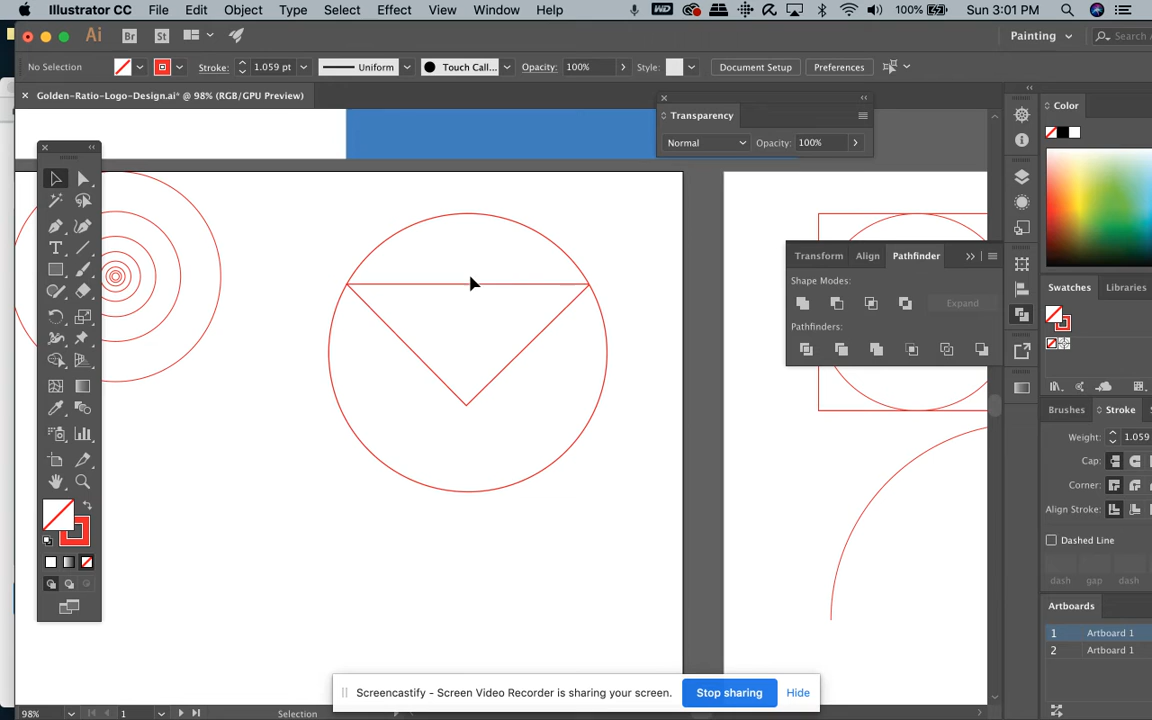 Illustrator CC File Edit Object Type Select Effect View Window Help 100% Sun 3:01 PM
Ai Br St Painting Search
No Selection Stroke: 1.059 pt Uniform Touch Call... Opacity: 100% Style: Document Setup Preferences
Golden-Ratio-Logo-Design.ai* @ 98% (RGB/GPU Preview)
Transparency
Normal Opacity: 100%
Color
Transform Align Pathfinder
Shape Modes:
Expand
Pathfinders:
Swatches Libraries
Brushes Stroke
Weight: 1.059
Cap:
Corner:
Align Stroke:
Dashed Line
dash gap dash
Artboards
1 Artboard 1
2 Artboard 1
Screencastify - Screen Video Recorder is sharing your screen. Stop sharing Hide
98% 1 Selection